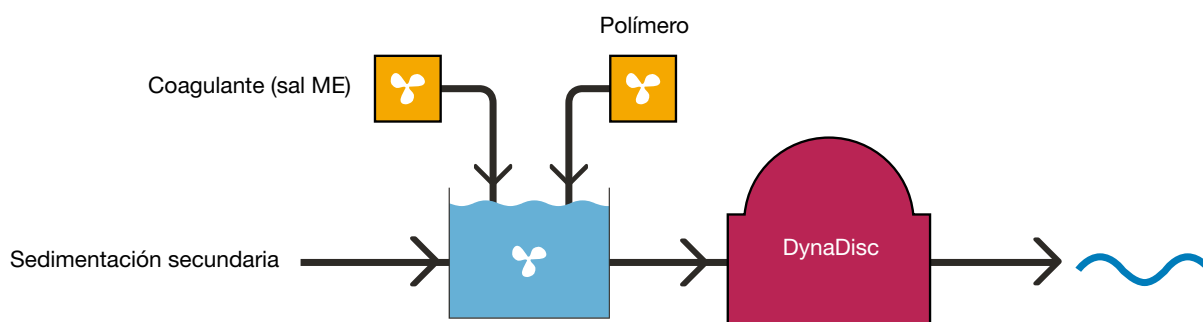 Polímero
Coagulante (sal ME)
DynaDisc
Sedimentación secundaria